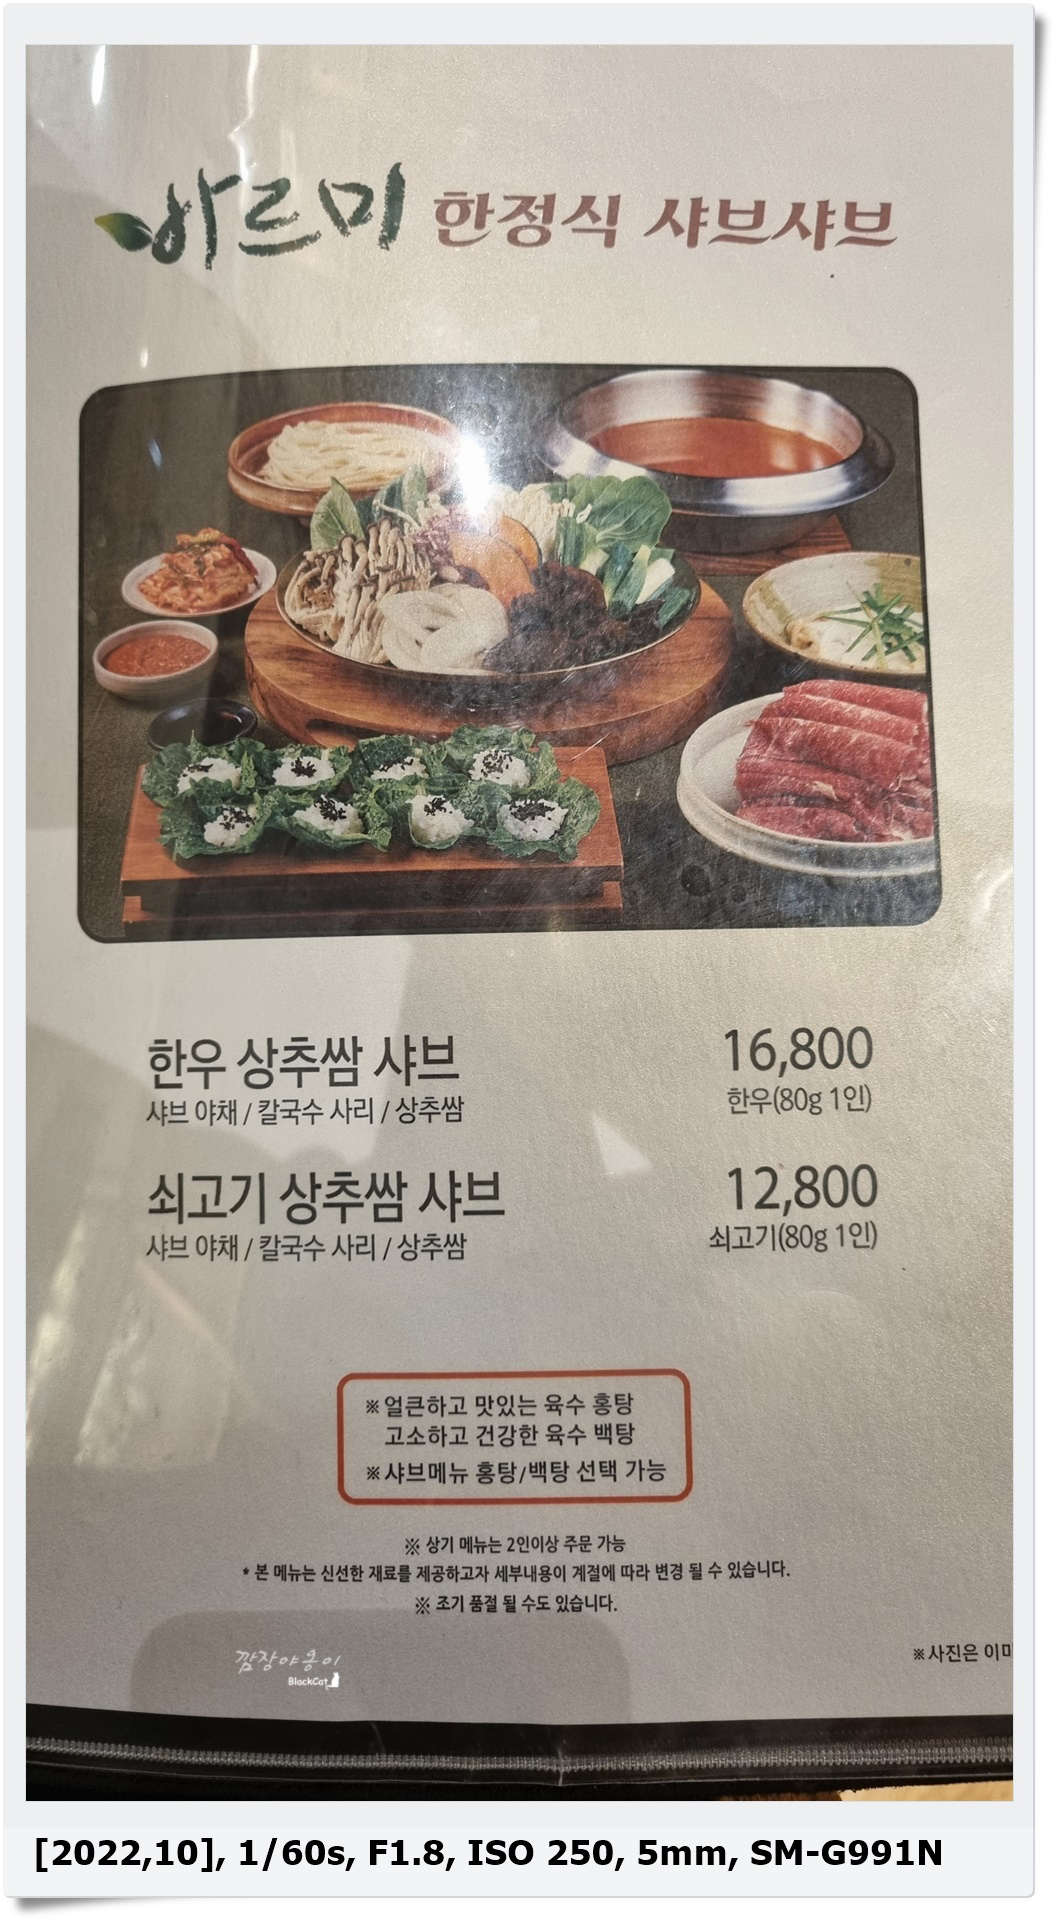 바르미 한정식 샤브샤브
한우 상추쌈 샤브 16,800
샤브 야채 / 칼국수 사리 / 상추쌈 한우(80g 1인)
쇠고기 상추쌈 샤브 12,800
샤브 야채 / 칼국수 사리 / 상추쌈 쇠고기(80g 1인)
※얼큰하고 맛있는 육수 홍탕
고소하고 건강한 육수 백탕
※샤브메뉴 홍탕/백탕 선택 가능
※ 상기 메뉴는 2인이상 주문 가능
* 본 메뉴는 신선한 재료를 제공하고자 세부내용이 계절에 따라 변경 될 수 있습니다.
※ 조기 품절 될 수도 있습니다.
※사진은 이미
깜장야옹이
BlackCat
[2022,10], 1/60s, F1.8, ISO 250, 5mm, SM-G991N